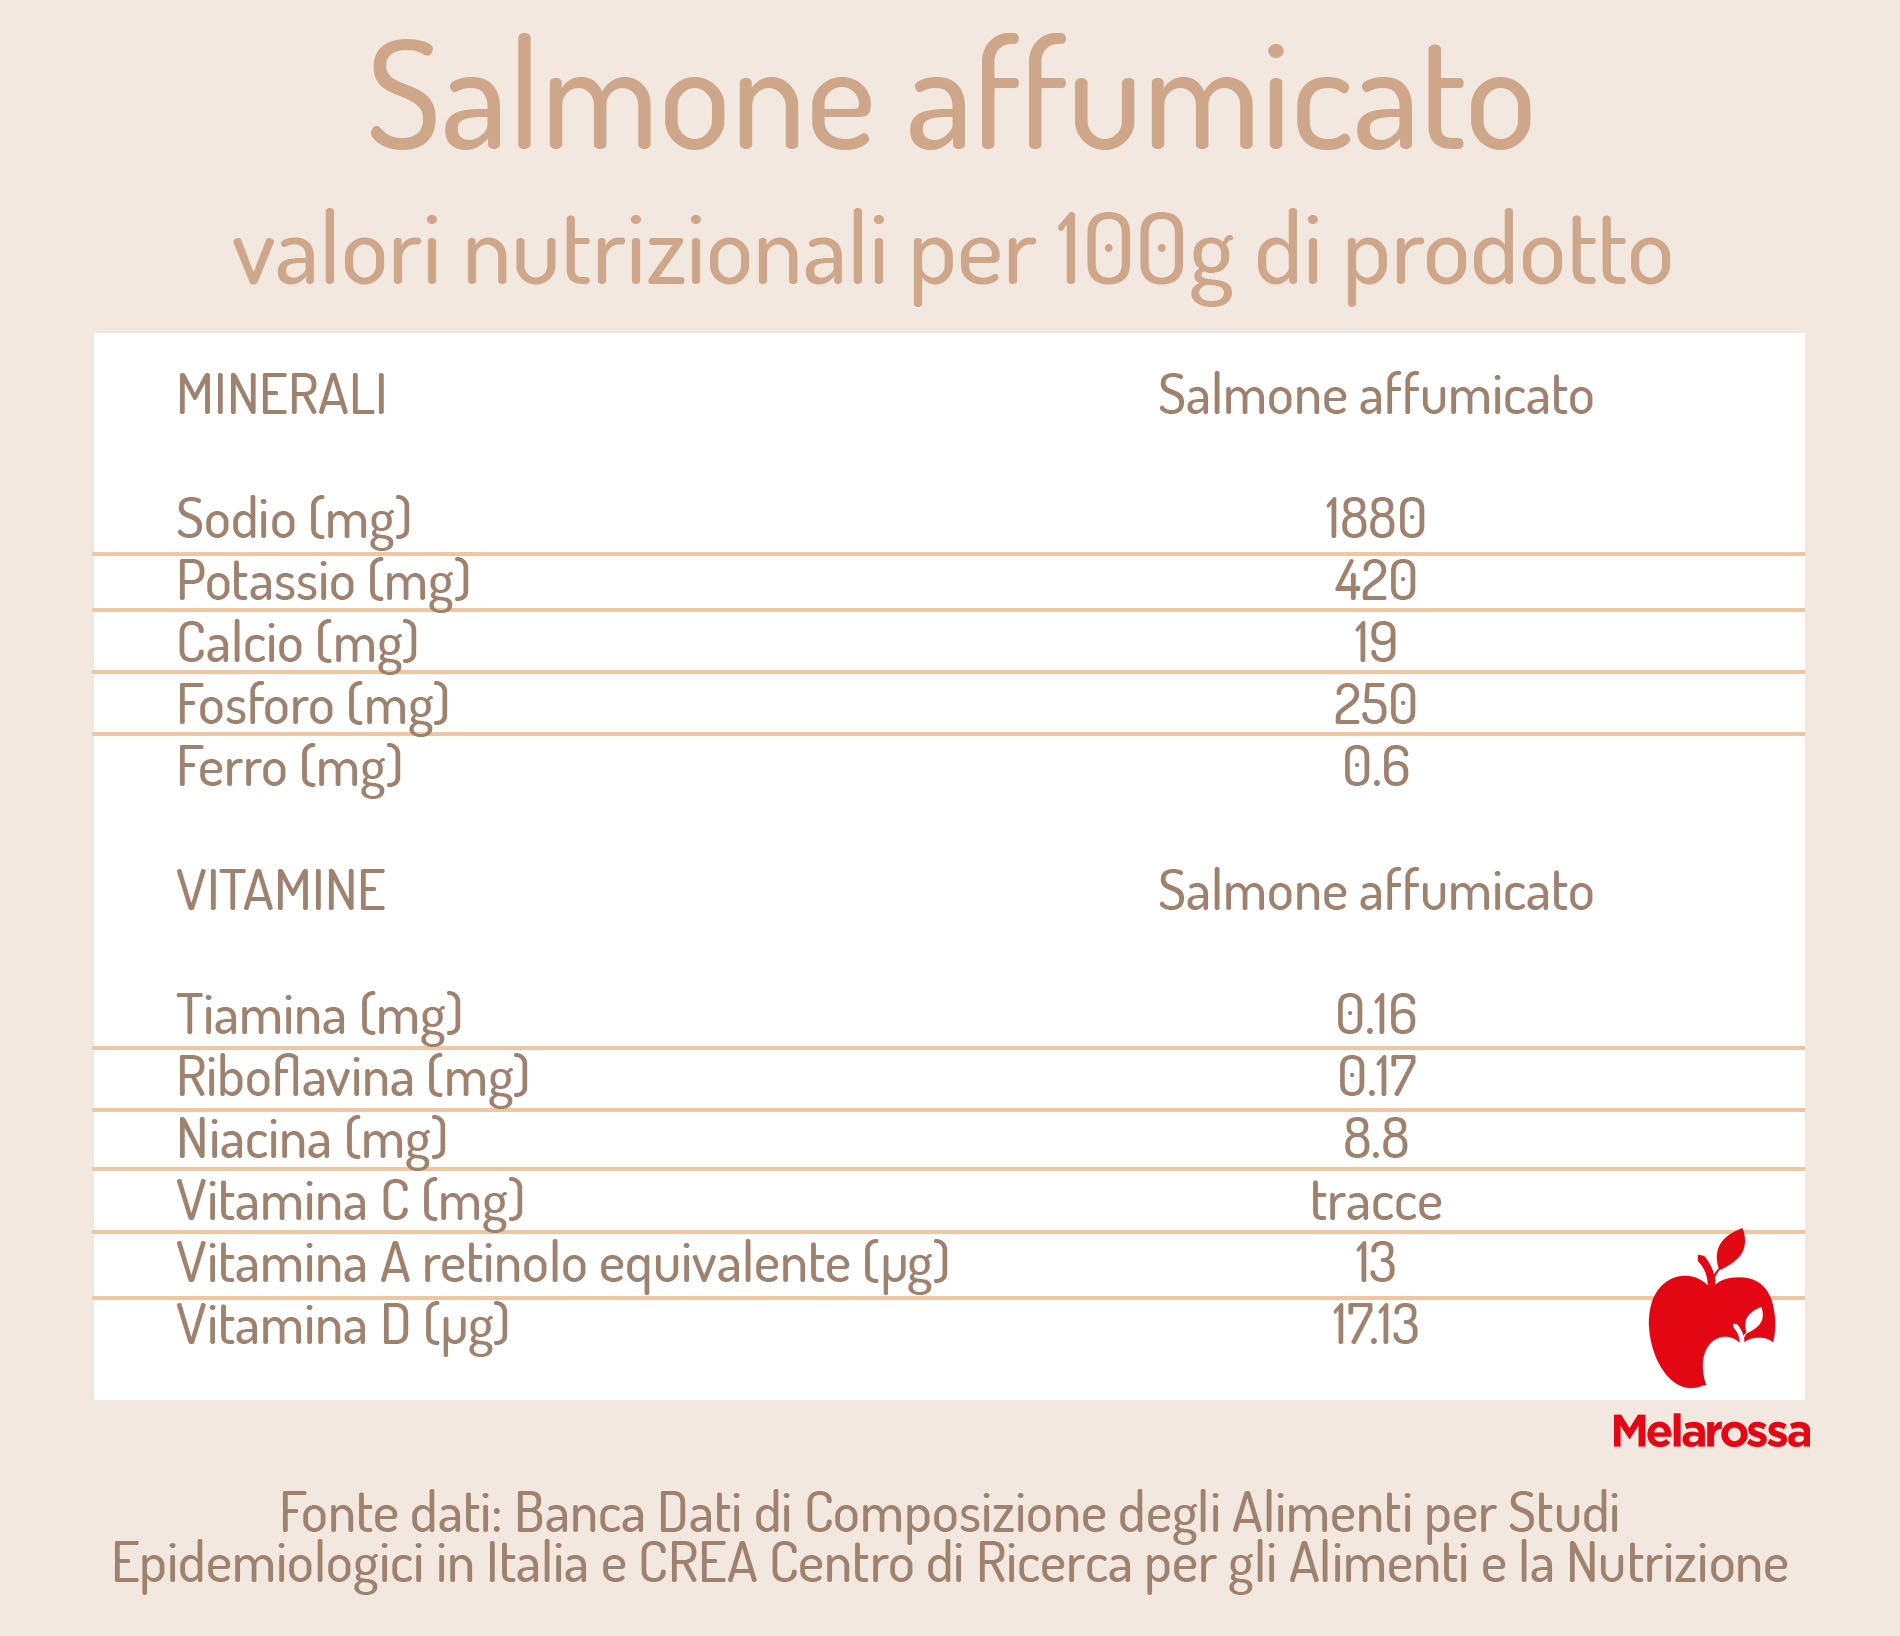 Salmone affumicato
valori nutrizionali per 100g di prodotto
MINERALI Salmone affumicato
Sodio (mg) 1880
Potassio (mg) 420
Calcio (mg) 19
Fosforo (mg) 250
Ferro (mg) 0.6
VITAMINE Salmone affumicato
Tiamina (mg) 0.16
Riboflavina (mg) 0.17
Niacina (mg) 8.8
Vitamina C (mg) tracce
Vitamina A retinolo equivalente (µg) 13
Vitamina D (µg) 17.13
Melarossa
Fonte dati: Banca Dati di Composizione degli Alimenti per Studi
Epidemiologici in Italia e CREA Centro di Ricerca per gli Alimenti e la Nutrizione